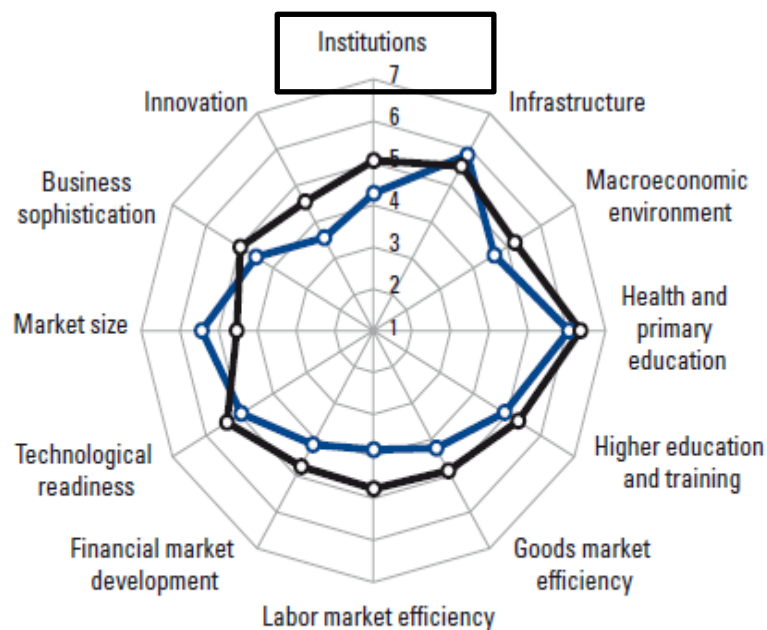 Institutions
7
6
5
4
3
2
1
Infrastructure
Macroeconomic
environment
Health and
primary
education
Higher education
and training
Goods market
efficiency
Labor market efficiency
Financial market
development
Technological
readiness
Market size
Business
sophistication
Innovation